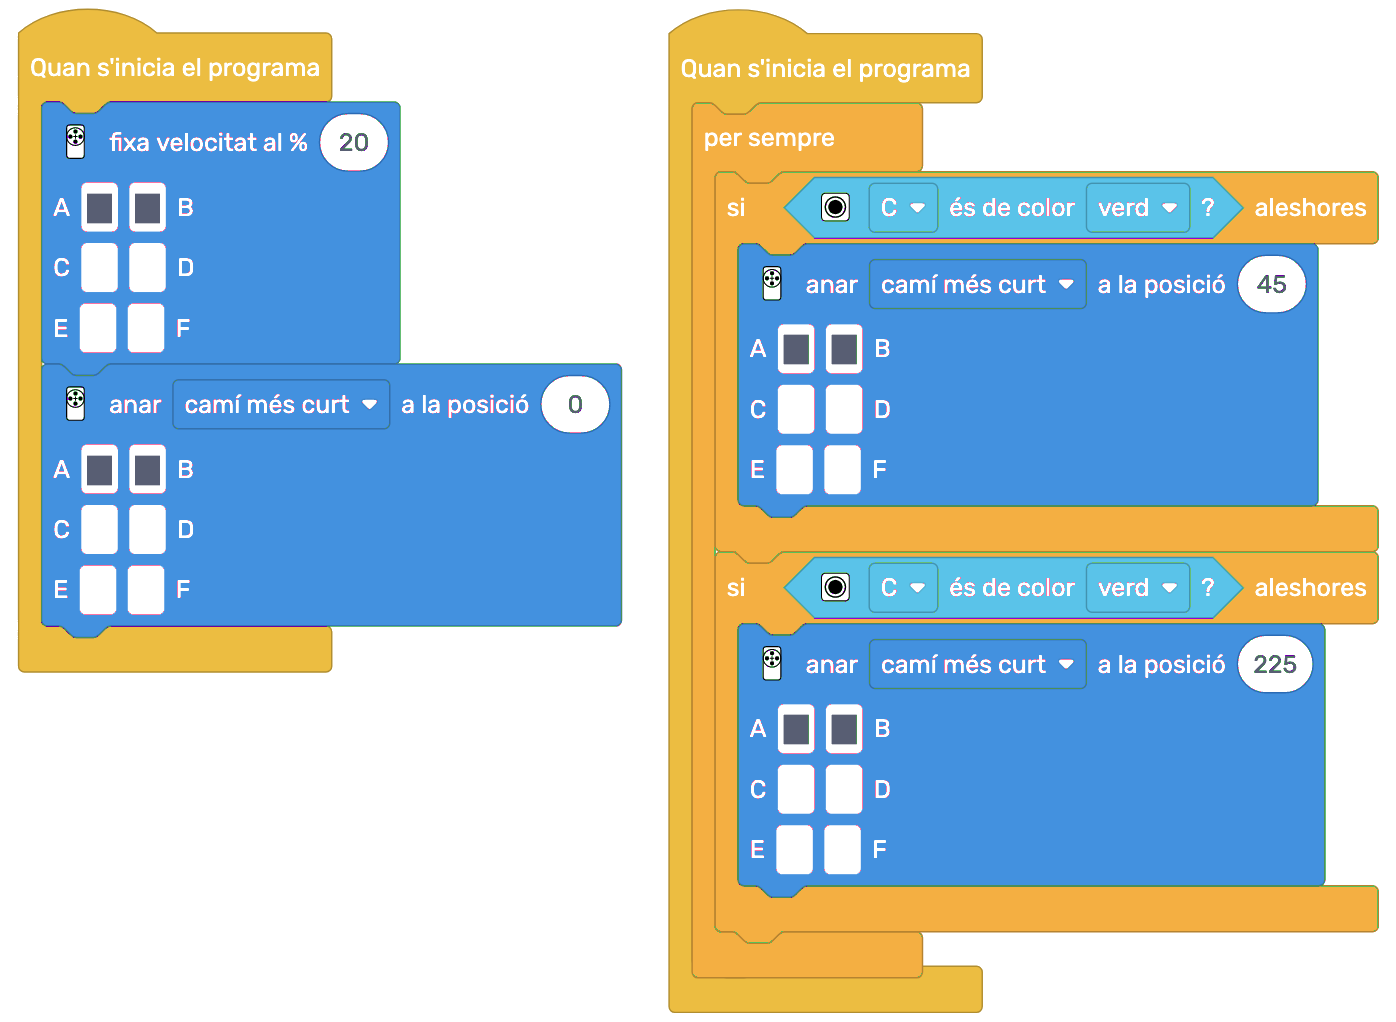 Quan s'inicia el programa
fixa velocitat al % 20
A B
C D
E F
anar camí més curt a la posició 0
A B
C D
E F
Quan s'inicia el programa
per sempre
si C és de color verd ? aleshores
anar camí més curt a la posició 45
A B
C D
E F
si C és de color verd ? aleshores
anar camí més curt a la posició 225
A B
C D
E F